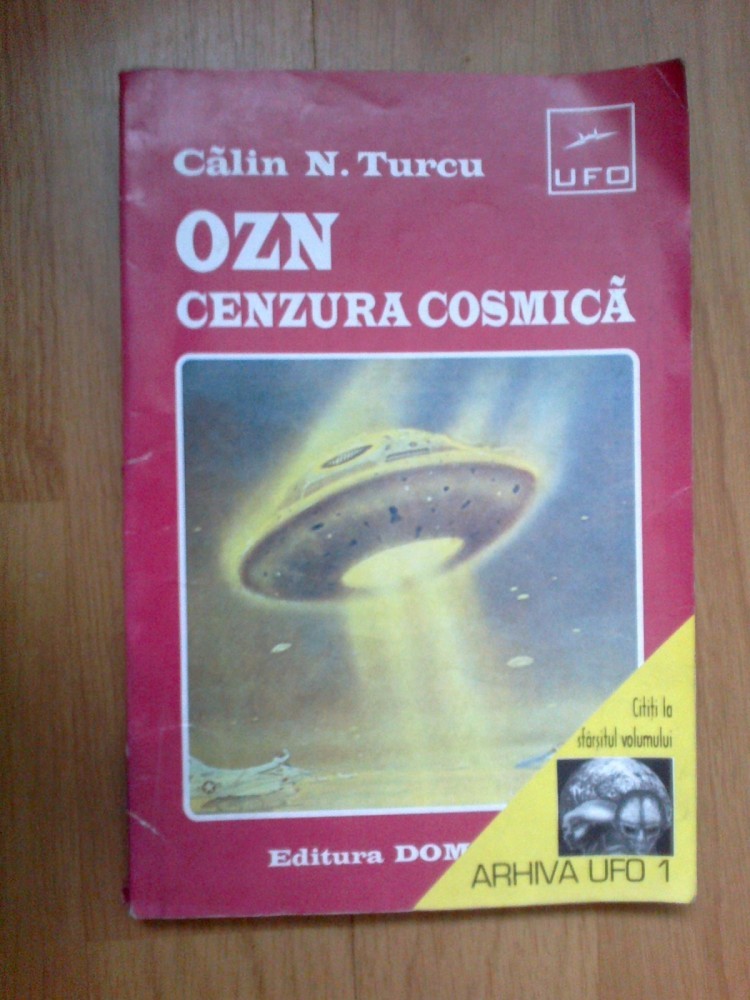 Călin N. Turcu
UFO
OZN
CENZURA COSMICĂ
Citiți la
sfârșitul volumului
Editura DOM
ARHIVA UFO 1